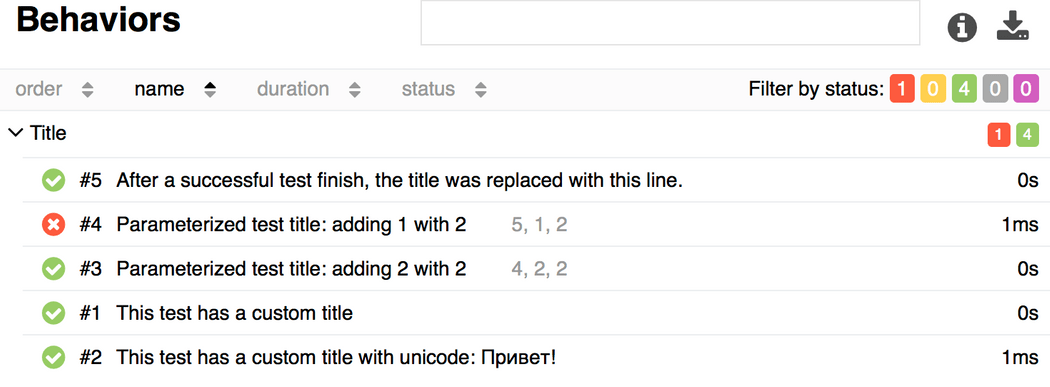 Behaviors
order name duration status Filter by status: 1 0 4 0 0
Title 1 4
#5 After a successful test finish, the title was replaced with this line. 0s
#4 Parameterized test title: adding 1 with 2 5, 1, 2 1ms
#3 Parameterized test title: adding 2 with 2 4, 2, 2 0s
#1 This test has a custom title 0s
#2 This test has a custom title with unicode: Привет! 1ms